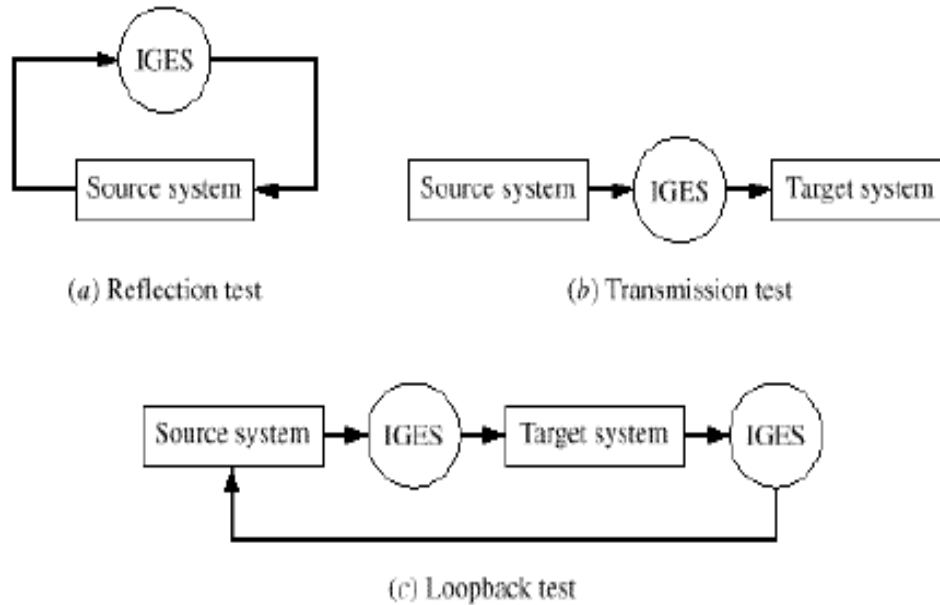 IGES
Source system
(a) Reflection test
Source system
IGES
Target system
(b) Transmission test
Source system
IGES
Target system
IGES
(c) Loopback test